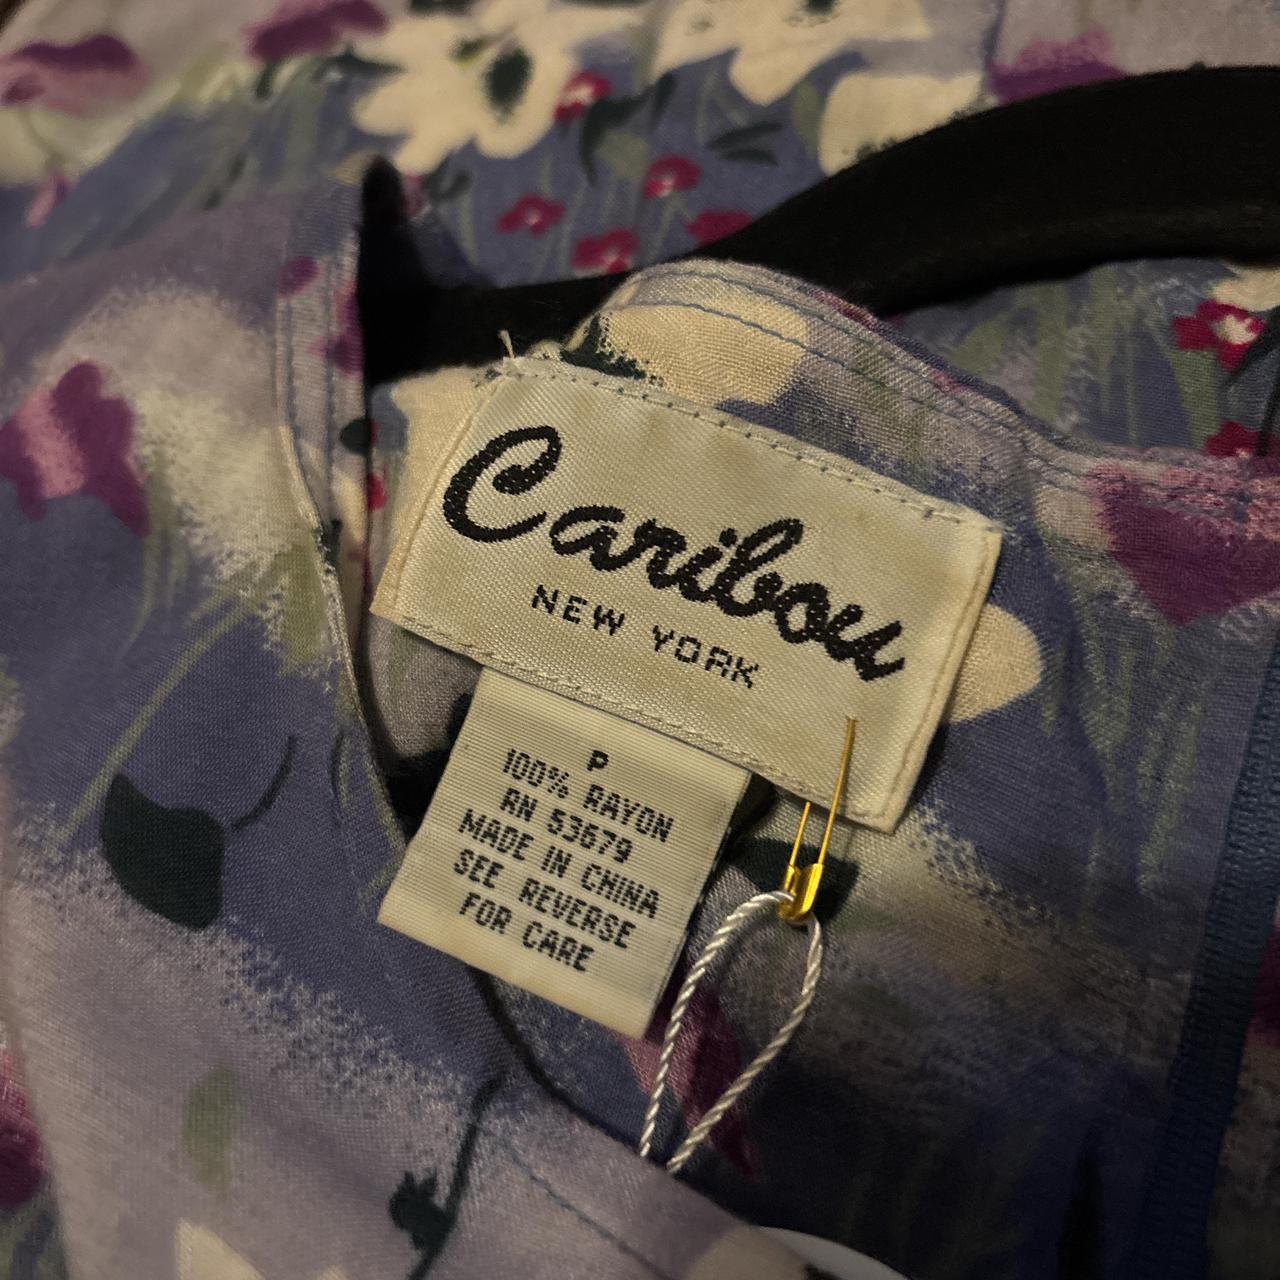 Caribou
NEW YORK
P
100% RAYON
RN 53679
MADE IN CHINA
SEE REVERSE
FOR CARE